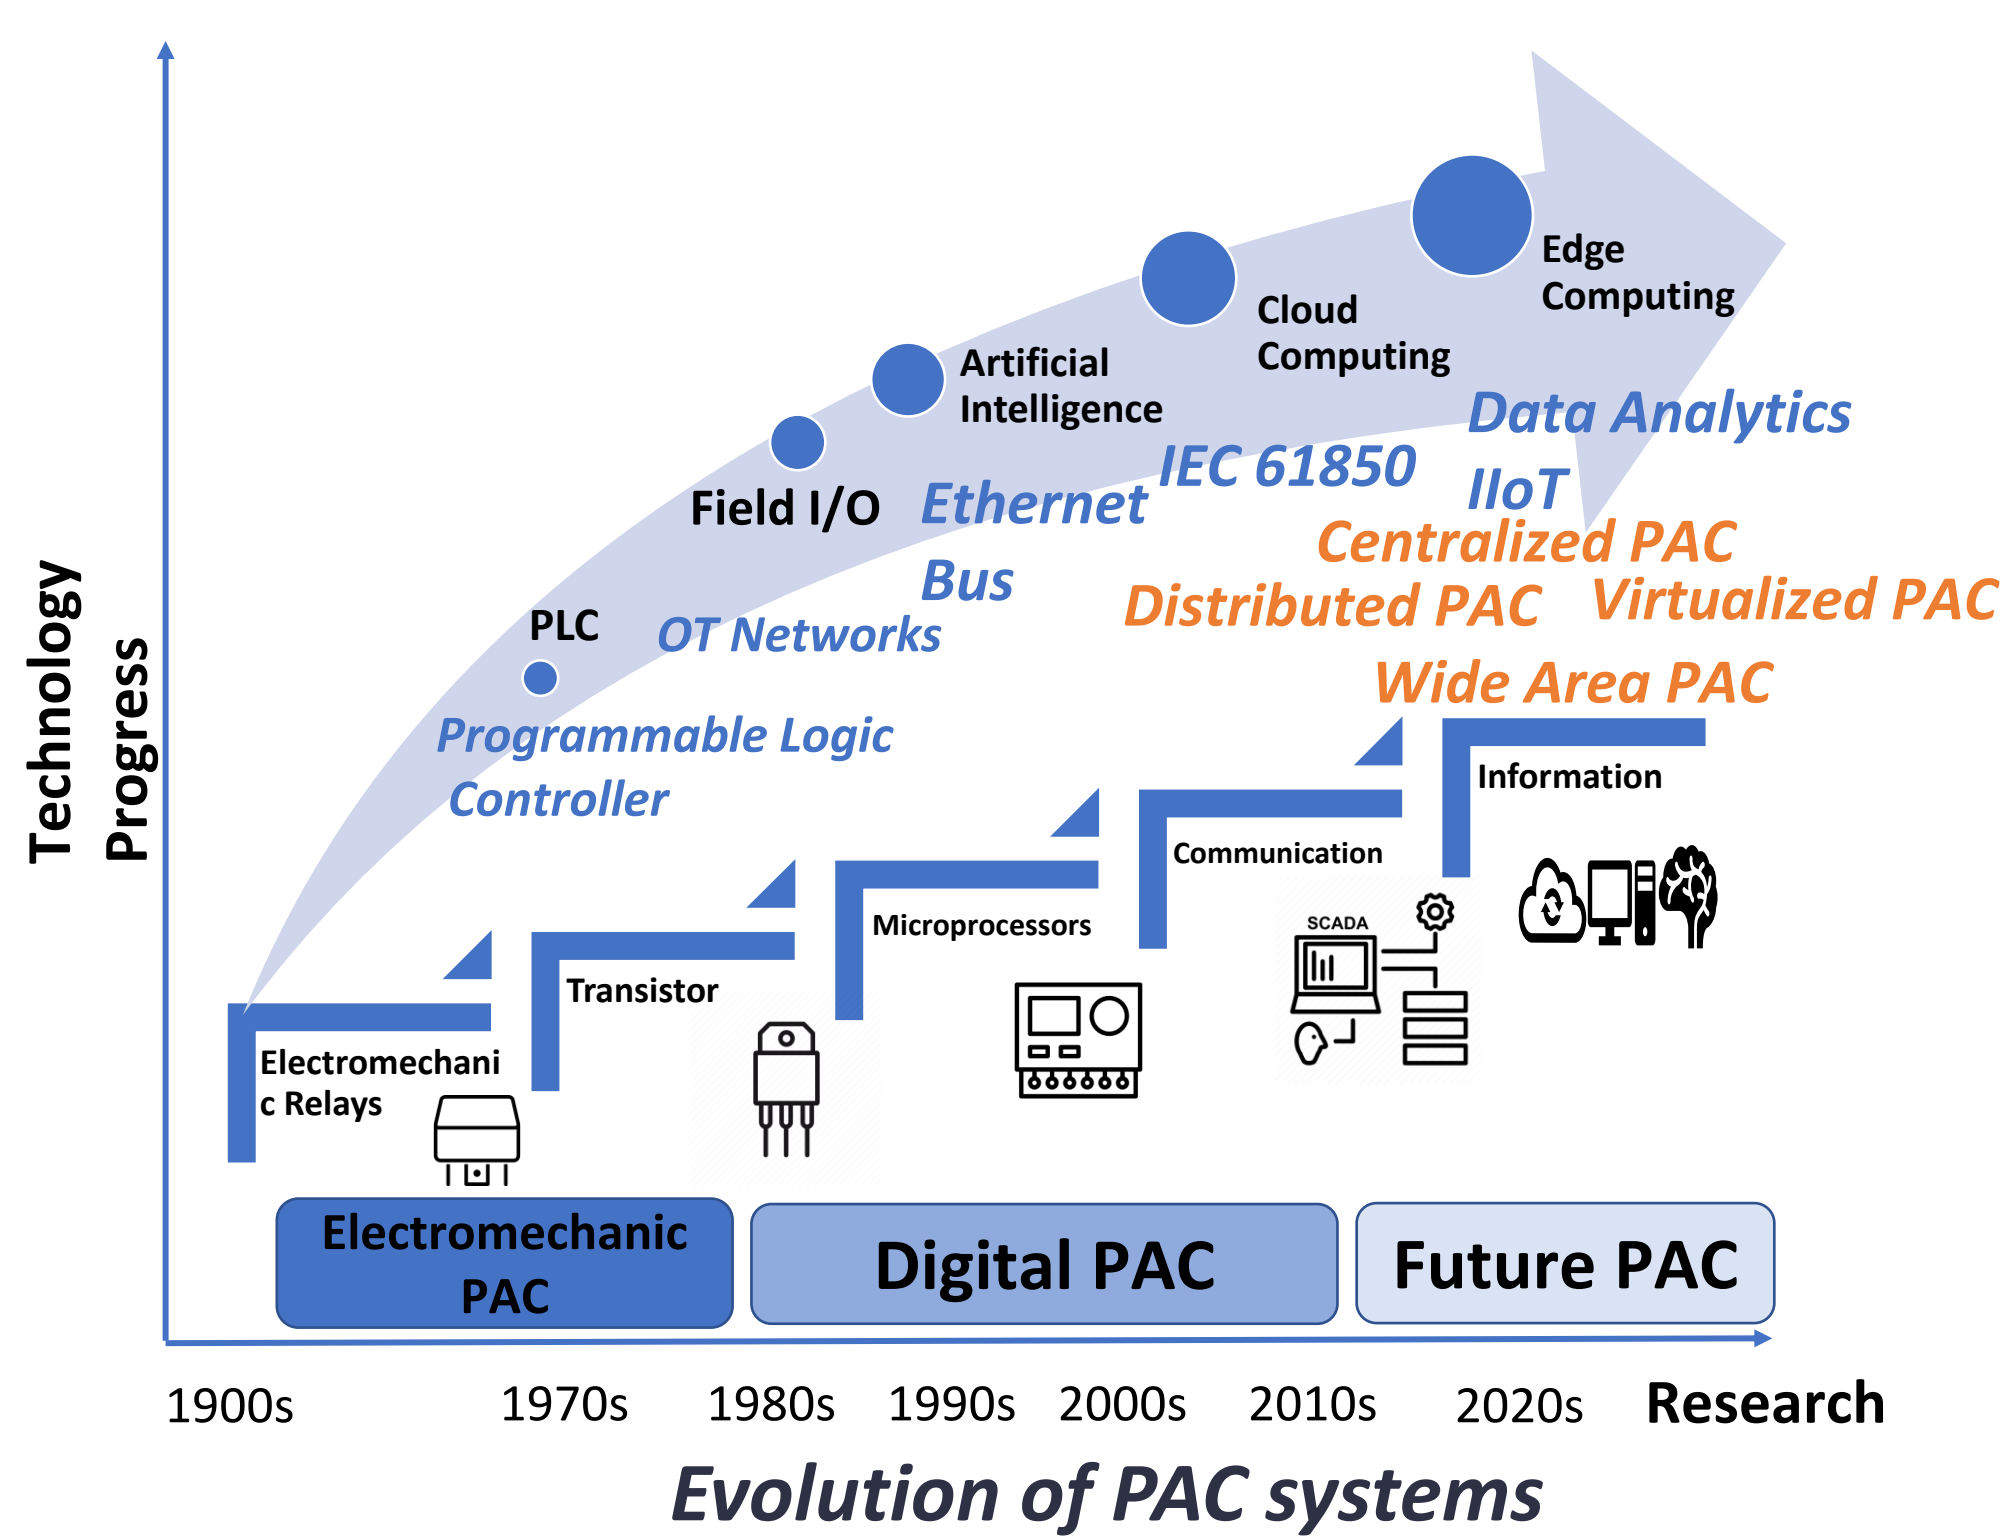 Edge
Computing
Cloud
Computing
Artificial
Intelligence
Data Analytics
IEC 61850
IIoT
Field I/O
Ethernet
Bus
Centralized PAC
Distributed PAC
Virtualized PAC
PLC
OT Networks
Wide Area PAC
Programmable Logic
Controller
Technology
Progress
Information
Communication
Microprocessors
SCADA
Transistor
Electromechani
c Relays
Electromechanic
PAC
Digital PAC
Future PAC
1900s
1970s
1980s
1990s
2000s
2010s
2020s
Research
Evolution of PAC systems